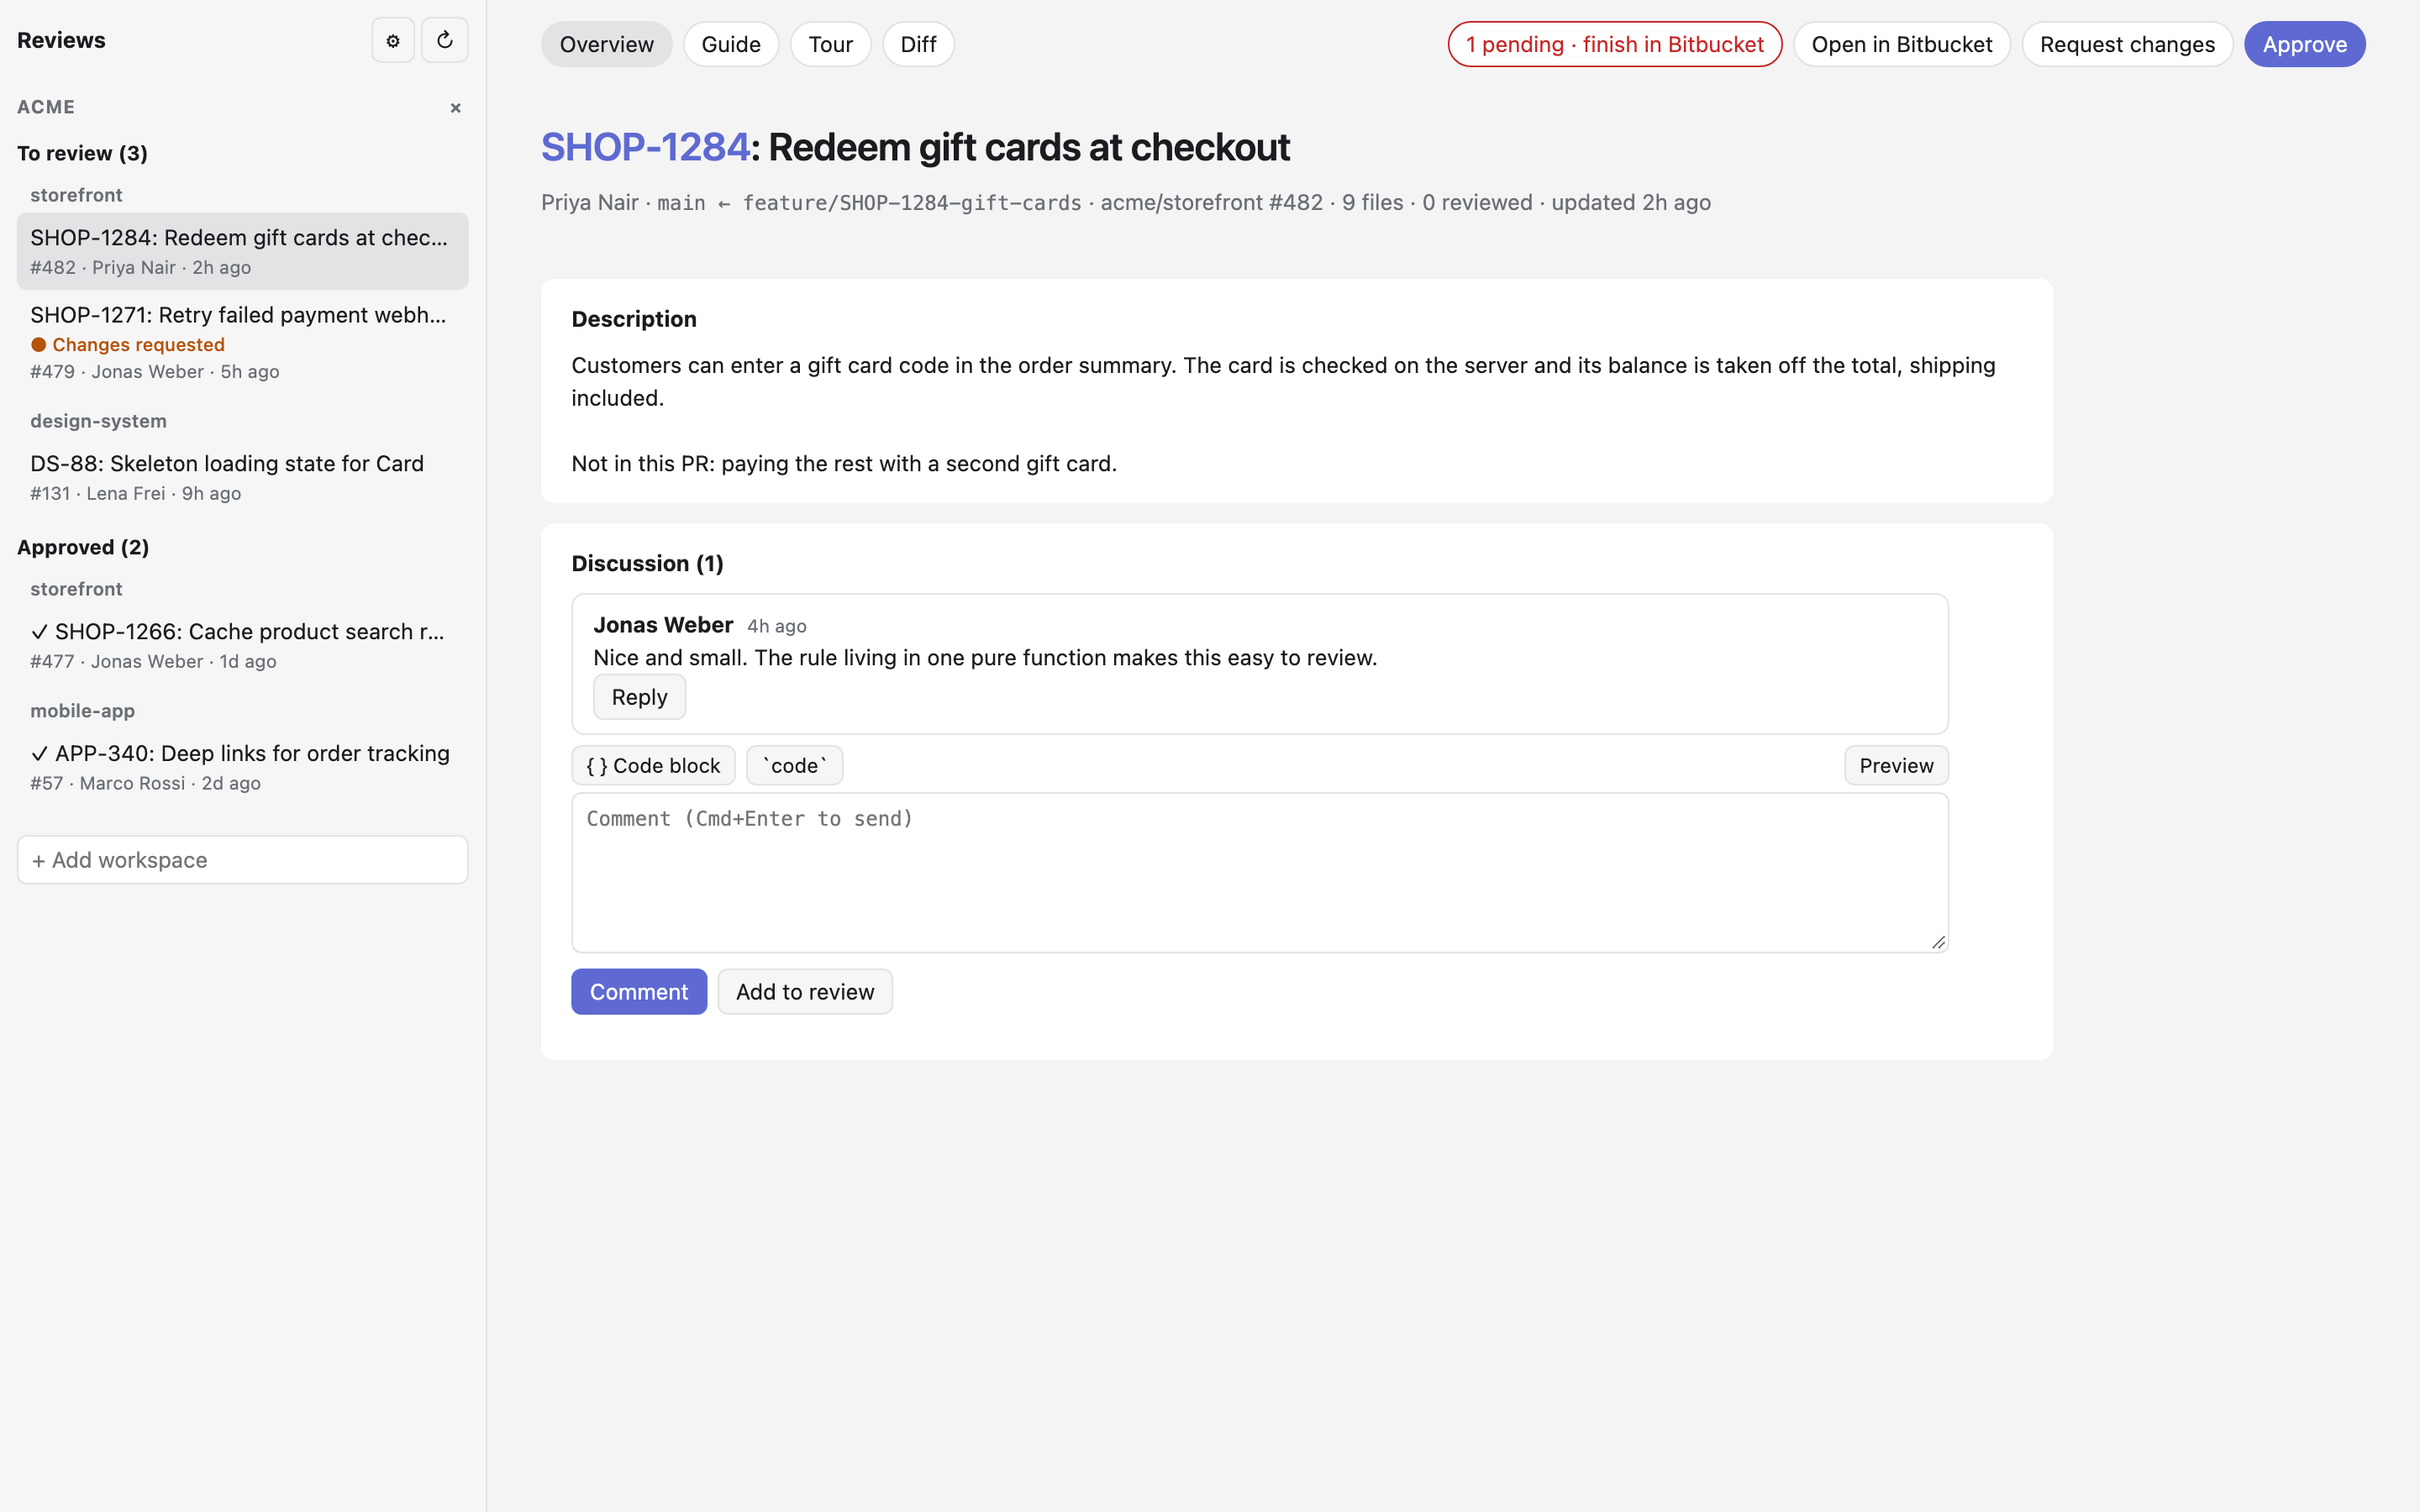 Reviews
⚙ ↻
ACME ×
To review (3)
storefront
SHOP-1284: Redeem gift cards at chec...
#482 · Priya Nair · 2h ago
SHOP-1271: Retry failed payment webh...
Changes requested
#479 · Jonas Weber · 5h ago
design-system
DS-88: Skeleton loading state for Card
#131 · Lena Frei · 9h ago
Approved (2)
storefront
✓ SHOP-1266: Cache product search r...
#477 · Jonas Weber · 1d ago
mobile-app
✓ APP-340: Deep links for order tracking
#57 · Marco Rossi · 2d ago
+ Add workspace
Overview Guide Tour Diff
1 pending · finish in Bitbucket Open in Bitbucket Request changes Approve
SHOP-1284: Redeem gift cards at checkout
Priya Nair · main ← feature/SHOP-1284-gift-cards · acme/storefront #482 · 9 files · 0 reviewed · updated 2h ago
Description
Customers can enter a gift card code in the order summary. The card is checked on the server and its balance is taken off the total, shipping
included.
Not in this PR: paying the rest with a second gift card.
Discussion (1)
Jonas Weber 4h ago
Nice and small. The rule living in one pure function makes this easy to review.
Reply
{ } Code block `code` Preview
Comment (Cmd+Enter to send)
Comment Add to review